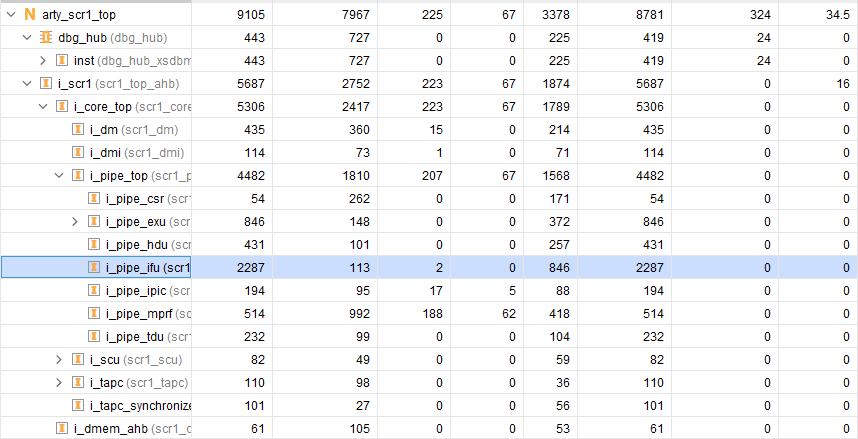 arty_scr1_top 9105 7967 225 67 3378 8781 324 34.5
dbg_hub (dbg_hub) 443 727 0 0 225 419 24 0
inst (dbg_hub_xsdbm 443 727 0 0 225 419 24 0
i_scr1 (scr1_top_ahb) 5687 2752 223 67 1874 5687 0 16
i_core_top (scr1_core 5306 2417 223 67 1789 5306 0 0
i_dm (scr1_dm) 435 360 15 0 214 435 0 0
i_dmi (scr1_dmi) 114 73 1 0 71 114 0 0
i_pipe_top (scr1_p 4482 1810 207 67 1568 4482 0 0
i_pipe_csr (scr1 54 262 0 0 171 54 0 0
i_pipe_exu (scr1 846 148 0 0 372 846 0 0
i_pipe_hdu (scr1 431 101 0 0 257 431 0 0
i_pipe_ifu (scr1 2287 113 2 0 846 2287 0 0
i_pipe_ipic (scr1 194 95 17 5 88 194 0 0
i_pipe_mprf (sc 514 992 188 62 418 514 0 0
i_pipe_tdu (scr1 232 99 0 0 104 232 0 0
i_scu (scr1_scu) 82 49 0 0 59 82 0 0
i_tapc (scr1_tapc) 110 98 0 0 36 110 0 0
i_tapc_synchronize 101 27 0 0 56 101 0 0
i_dmem_ahb (scr1_d 61 105 0 0 53 61 0 0